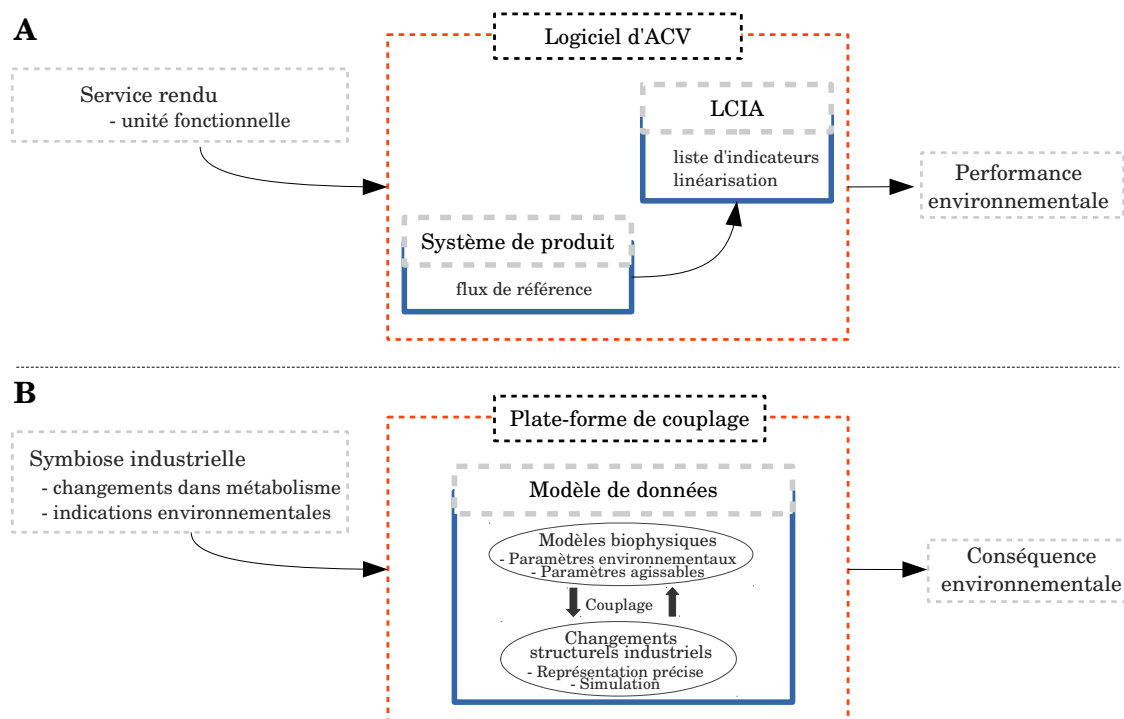 A
Logiciel d'ACV
Service rendu
- unité fonctionnelle
LCIA
liste d'indicateurs
linéarisation
Performance
environnementale
Système de produit
flux de référence
B
Plate-forme de couplage
Symbiose industrielle
- changements dans métabolisme
- indications environnementales
Modèle de données
Modèles biophysiques
- Paramètres environnementaux
- Paramètres agissables
Couplage
Changements
structurels industriels
- Représentation précise
- Simulation
Conséquence
environnementale